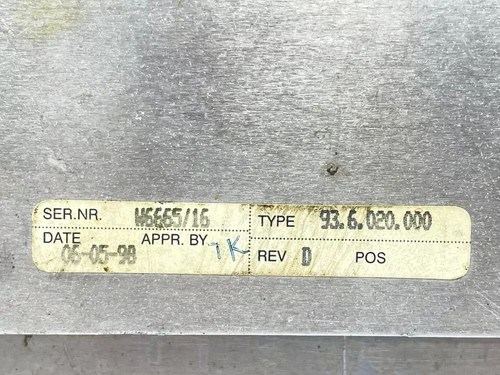 SER.NR. W6665/16 TYPE 93.6.020.000
DATE 06-05-98 APPR. BY TK REV D POS